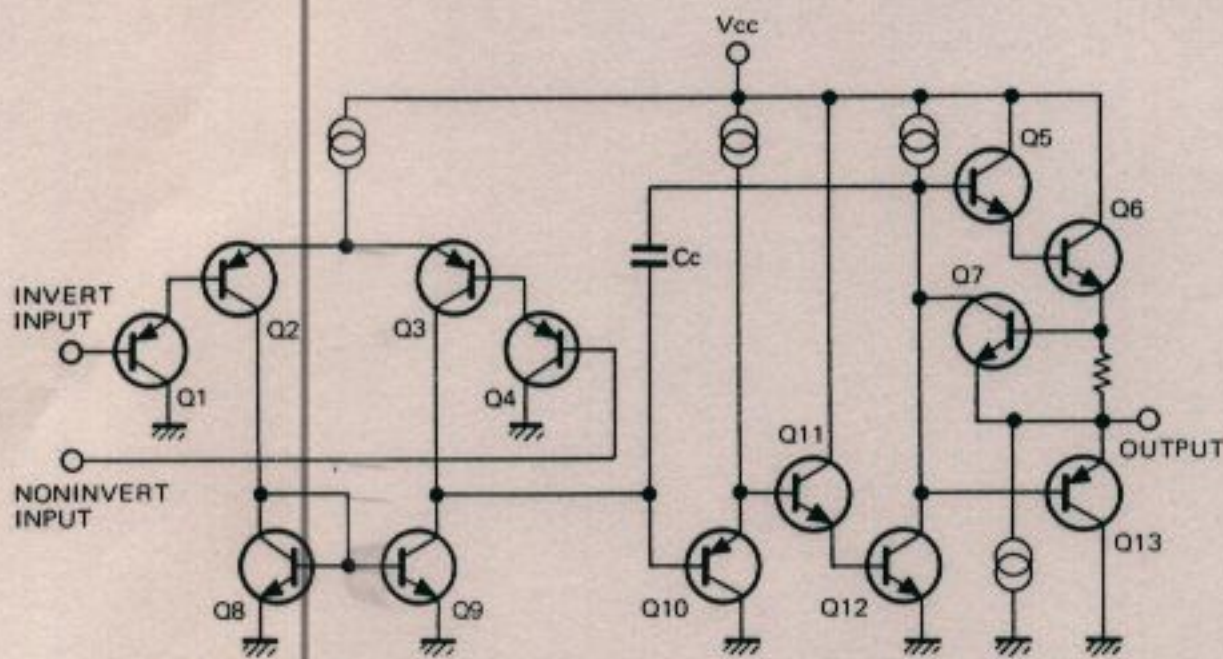 Vcc
Q5
Q6
Cc
Q7
INVERT
INPUT
Q2
Q3
Q1
Q4
Q11
OUTPUT
NONINVERT
INPUT
Q13
Q8
Q9
Q10
Q12